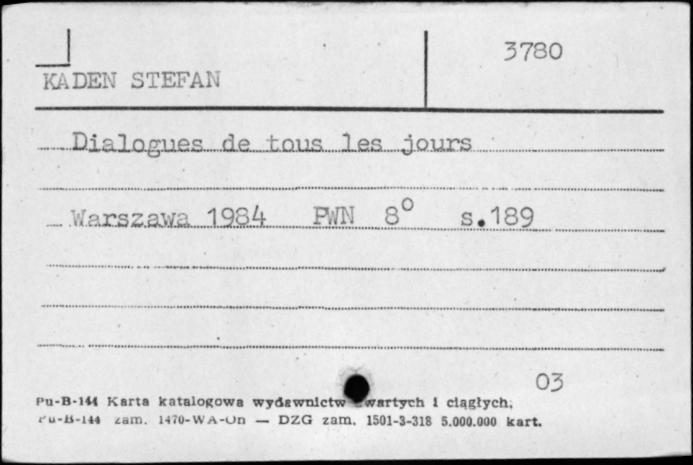 3780
KADEN STEFAN
Dialogues de tous les jours
Warszawa 1984 PWN 8° s.189
03
Pu-B-144 Karta katalogowa wydawnictw wartych i ciągłych,
Pu-B-144 zam. 1470-WA-Un — DZG zam. 1501-3-318 5.000.000 kart.